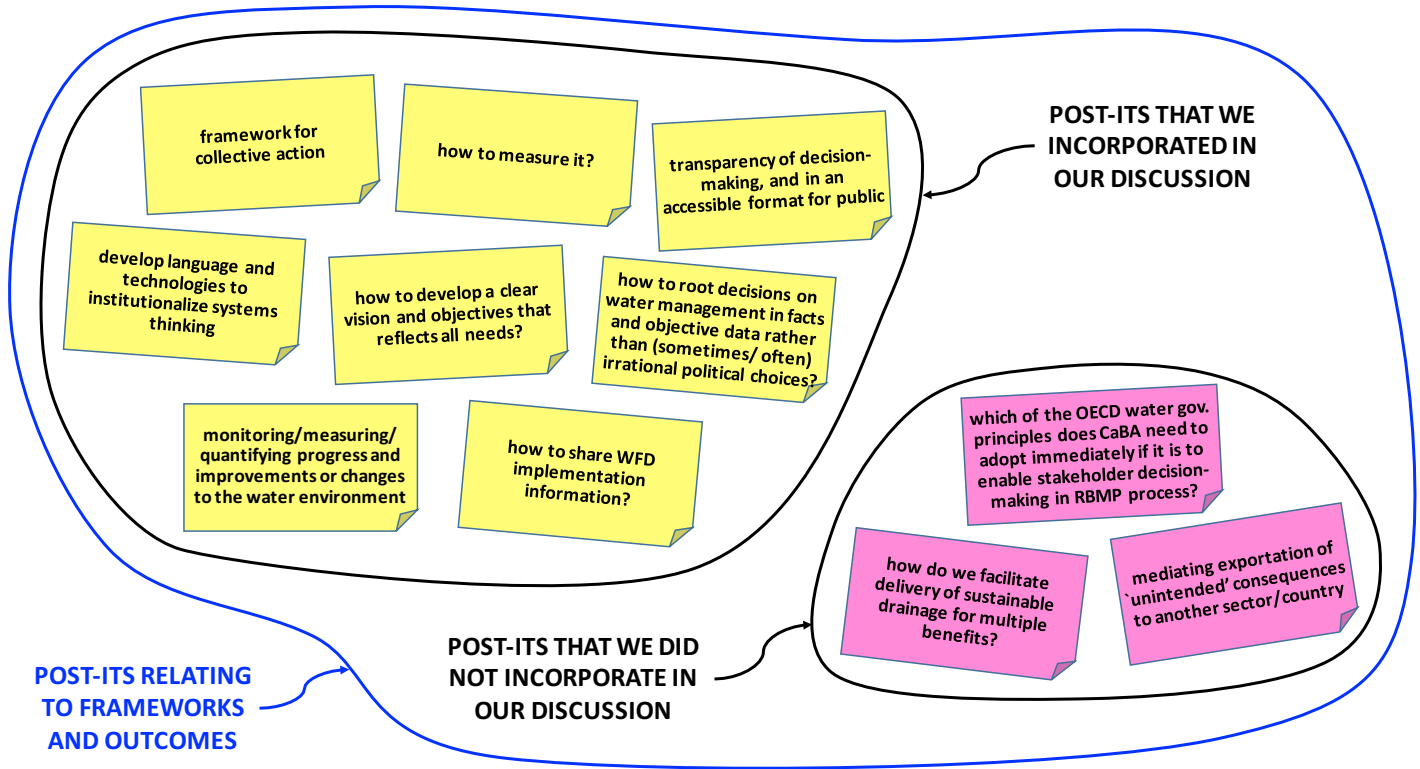 framework for
collective action
how to measure it?
transparency of decision-
making, and in an
accessible format for public
POST-ITS THAT WE
INCORPORATED IN
OUR DISCUSSION
develop language and
technologies to
institutionalize systems
thinking
how to develop a clear
vision and objectives that
reflects all needs?
how to root decisions on
water management in facts
and objective data rather
than (sometimes/ often)
irrational political choices?
monitoring/measuring/
quantifying progress and
improvements or changes
to the water environment
how to share WFD
implementation
information?
which of the OECD water gov.
principles does CaBA need to
adopt immediately if it is to
enable stakeholder decision-
making in RBMP process?
how do we facilitate
delivery of sustainable
drainage for multiple
benefits?
mediating exportation of
`unintended' consequences
to another sector/country
POST-ITS THAT WE DID
NOT INCORPORATE IN
OUR DISCUSSION
POST-ITS RELATING
TO FRAMEWORKS
AND OUTCOMES